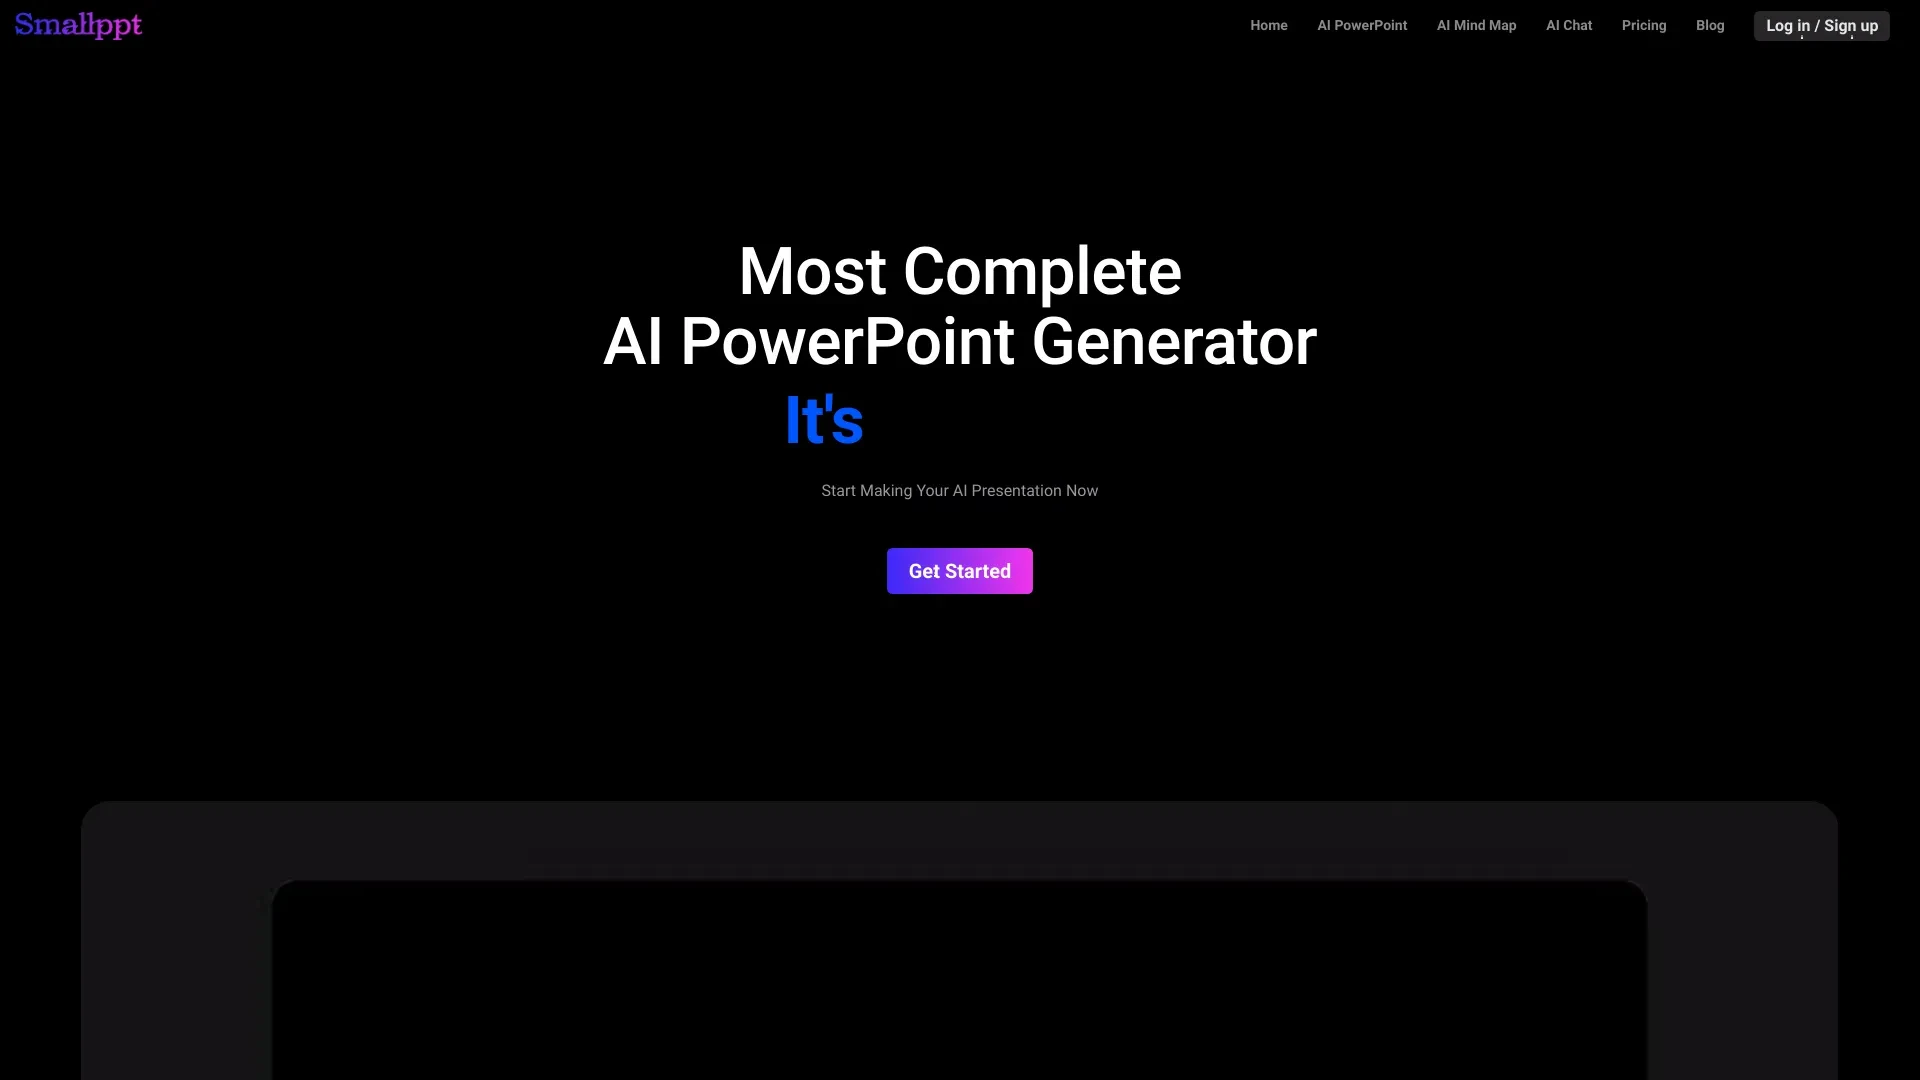 Smallppt
Home AI PowerPoint AI Mind Map AI Chat Pricing Blog Log in / Sign up
Most Complete
AI PowerPoint Generator
It's
Start Making Your AI Presentation Now
Get Started